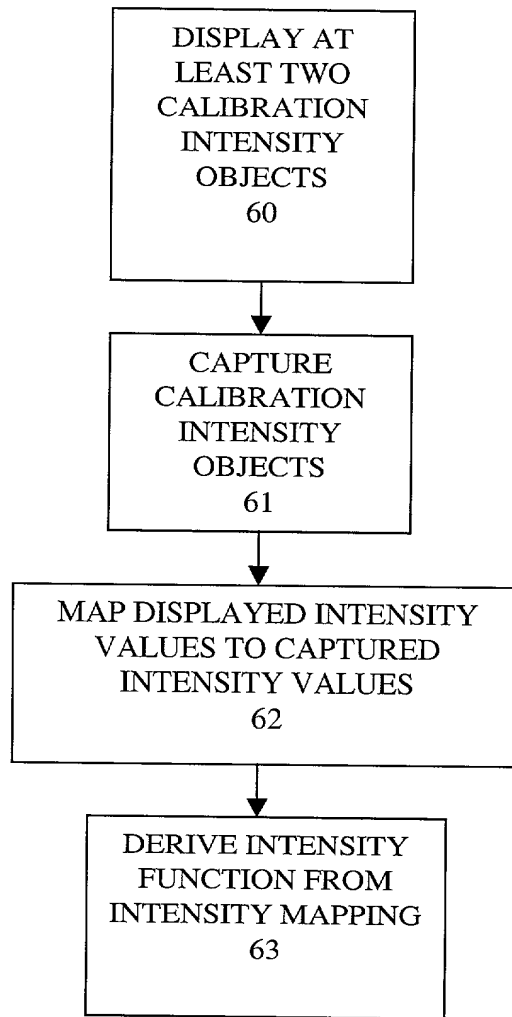 DISPLAY AT
LEAST TWO
CALIBRATION
INTENSITY
OBJECTS
60
CAPTURE
CALIBRATION
INTENSITY
OBJECTS
61
MAP DISPLAYED INTENSITY
VALUES TO CAPTURED
INTENSITY VALUES
62
DERIVE INTENSITY
FUNCTION FROM
INTENSITY MAPPING
63